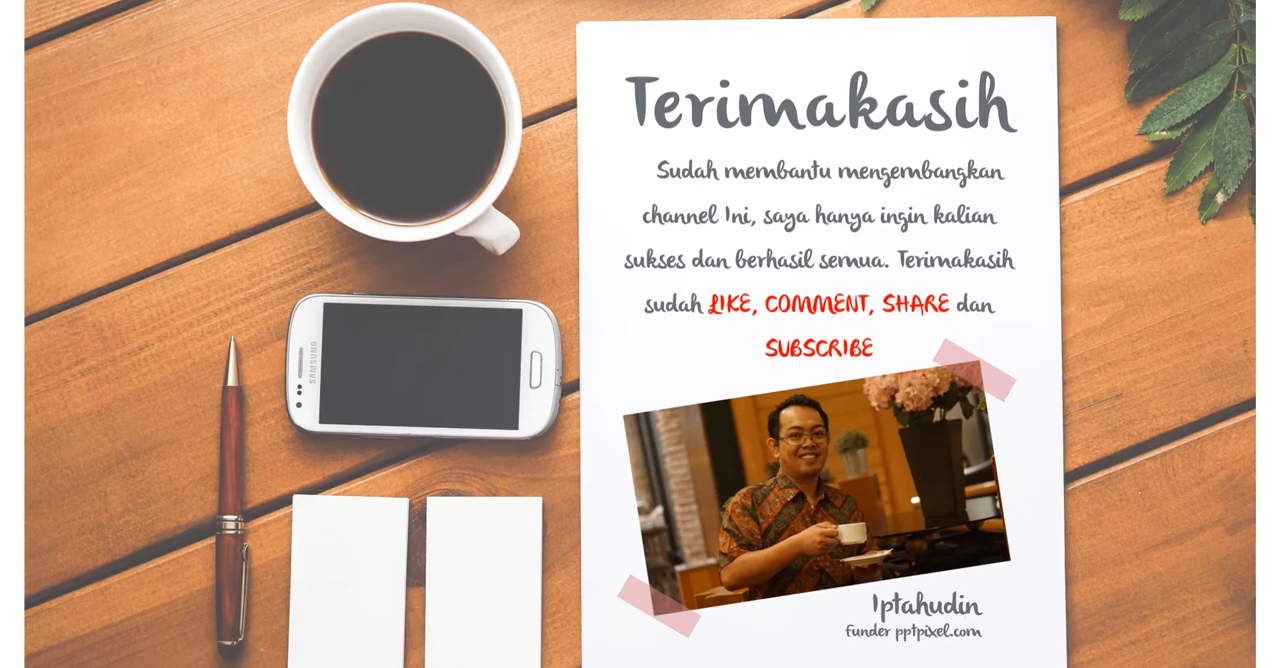 Terimakasih
Sudah membantu mengembangkan
channel Ini, saya hanya ingin kalian
sukses dan berhasil semua. Terimakasih
sudah LIKE, COMMENT, SHARE dan
SUBSCRIBE
SAMSUNG
Iptahudin
funder pptpixel.com